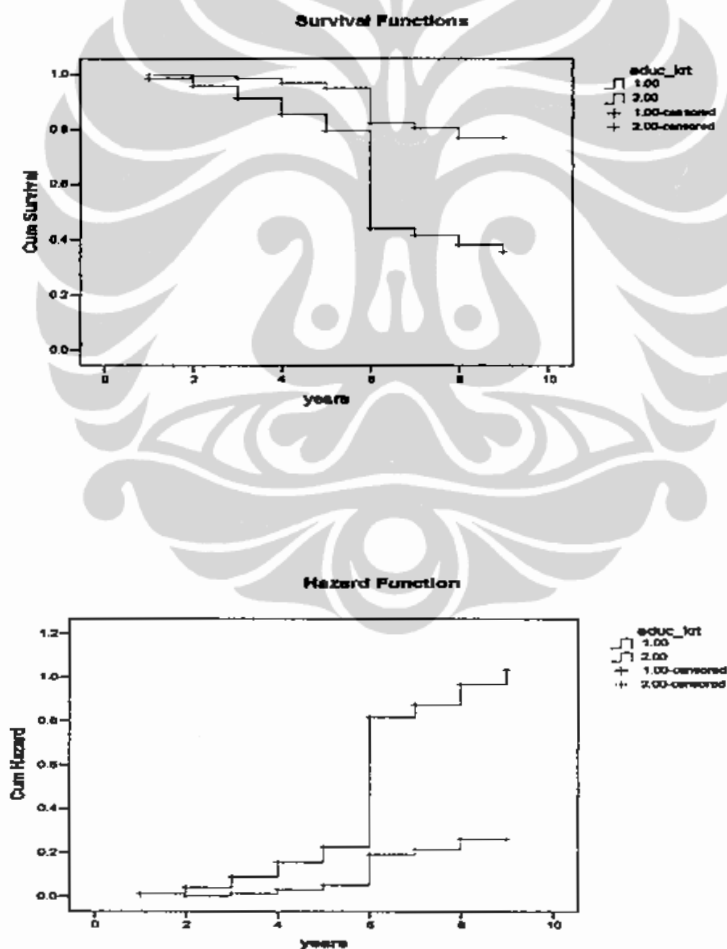 Survival Functions
educ_krt
1.00
2.00
1.00-censored
2.00-censored
1.0
0.8
0.6
0.4
0.2
0.0
Cum Survival
0 2 4 6 8 10
years
Hazard Function
educ_krt
1.00
2.00
1.00-censored
2.00-censored
1.2
1.0
0.8
0.6
0.4
0.2
0.0
Cum Hazard
0 2 4 6 8 10
years